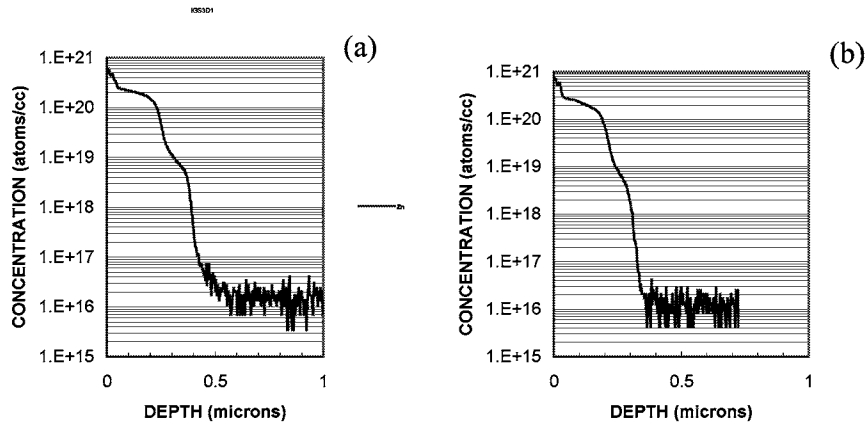 (a)
1.E+21
1.E+20
1.E+19
1.E+18
1.E+17
1.E+16
1.E+15
CONCENTRATION (atoms/cc)
0
0.5
1
DEPTH (microns)
Zn
(b)
1.E+21
1.E+20
1.E+19
1.E+18
1.E+17
1.E+16
1.E+15
CONCENTRATION (atoms/cc)
0
0.5
1
DEPTH (microns)